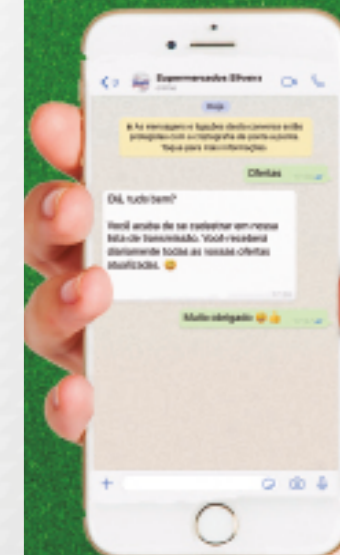 Supermercados Silveira
online
Hoje
As mensagens e ligações desta conversa estão
protegidas com a criptografia de ponta a ponta.
Toque para mais informações.
Ofertas
Olá, tudo bem?
Você acaba de se cadastrar em nossa
lista de transmissão. Você receberá
diariamente todas as nossas ofertas
atualizadas. 😀
Muito obrigado 😀 👍